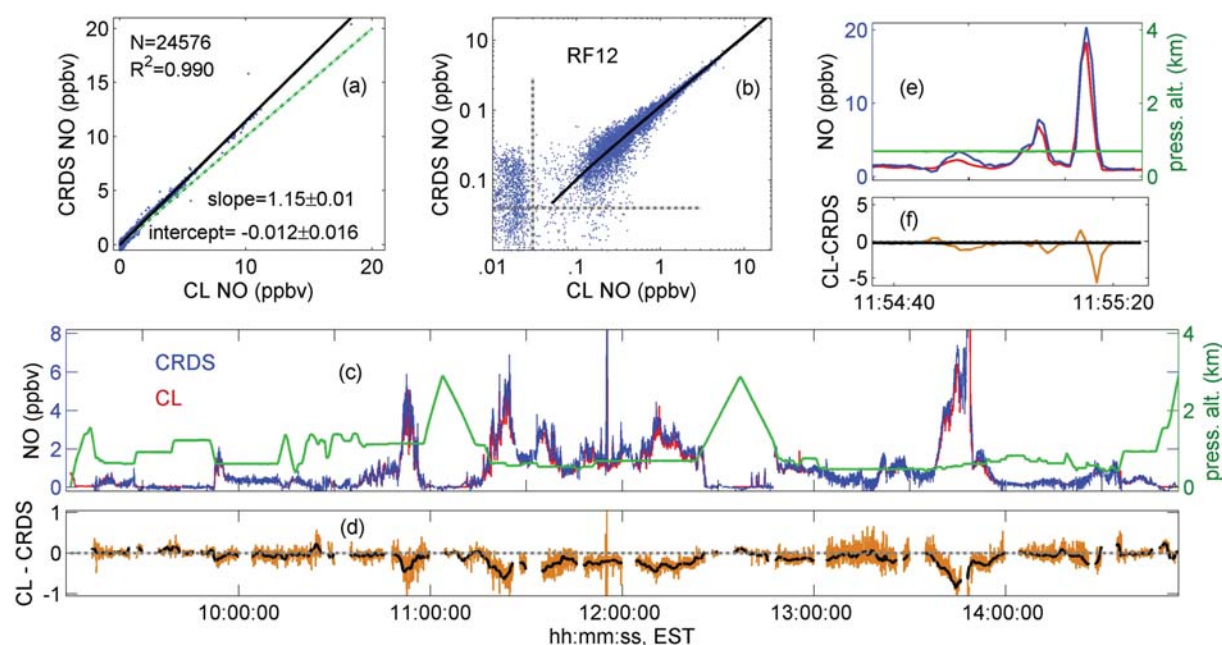 20
15
10
5
0
CRDS NO (ppbv)
N=24576
R²=0.990
(a)
slope=1.15±0.01
intercept= -0.012±0.016
0 5 10 15 20
CL NO (ppbv)
10
0 1
0.1
CRDS NO (ppbv)
RF12
(b)
.01 .1 1 10
CL NO (ppbv)
20
10
0
NO (ppbv)
(e)
4
2
0
press. alt. (km)
5
0
-5
CL-CRDS
(f)
11:54:40 11:55:20
8
6
4
2
0
NO (ppbv)
CRDS
CL
(c)
4
2
0
press. alt. (km)
0
-1
CL - CRDS
(d)
10:00:00 11:00:00 12:00:00 13:00:00 14:00:00
hh:mm:ss, EST